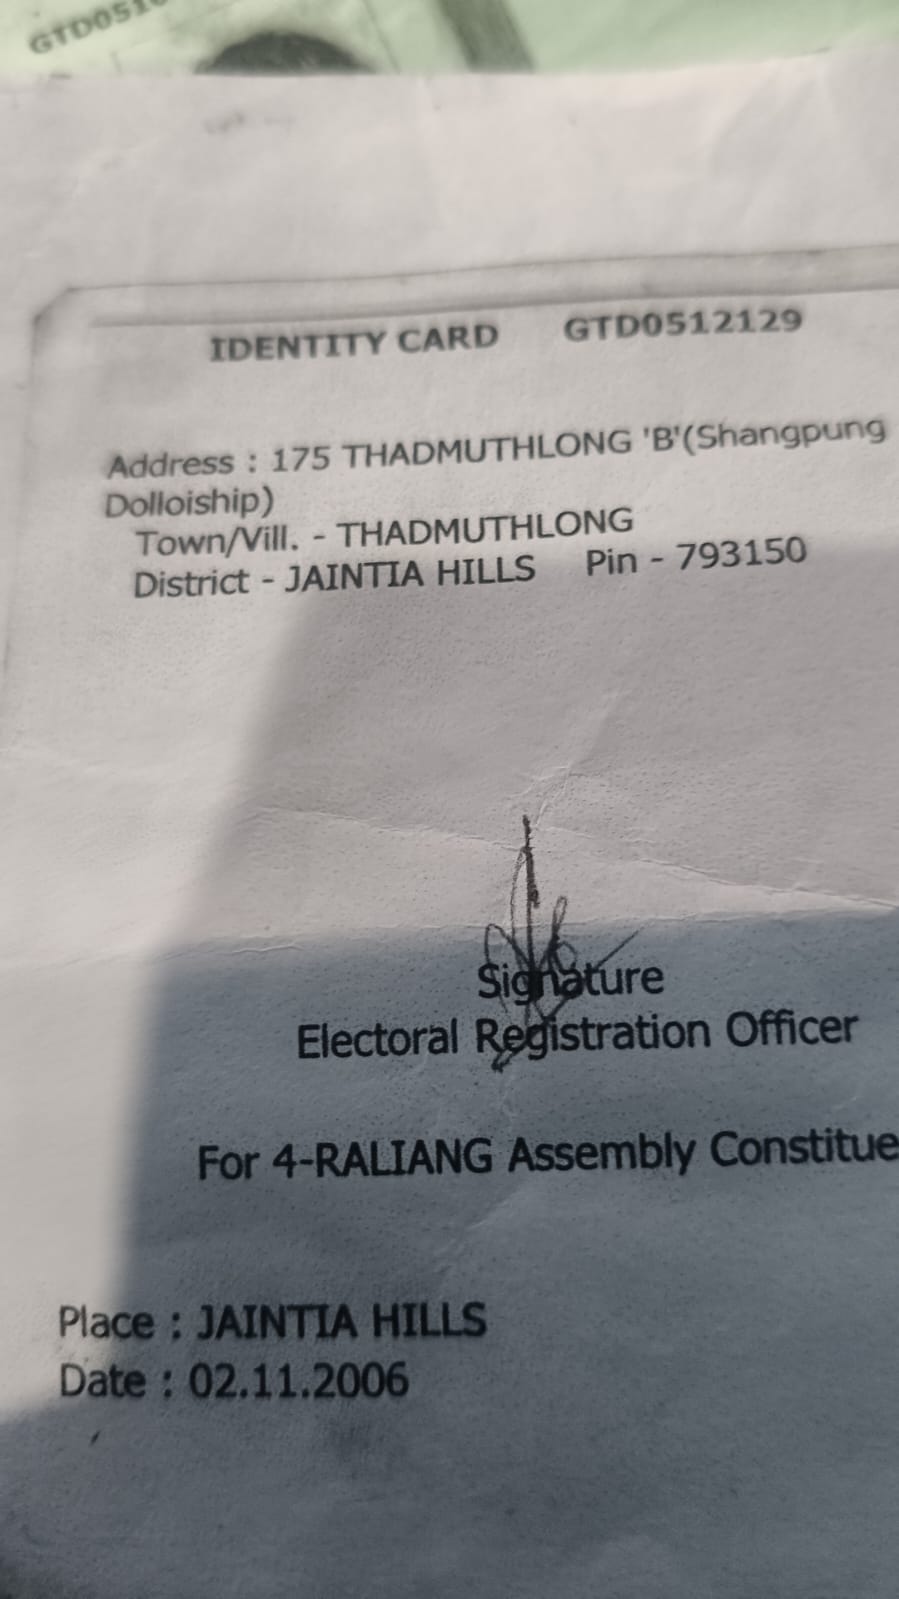 IDENTITY CARD GTD0512129
Address : 175 THADMUTHLONG 'B'(Shangpung
Dolloiship)
Town/Vill. - THADMUTHLONG
District - JAINTIA HILLS Pin - 793150
Signature
Electoral Registration Officer
For 4-RALIANG Assembly Constitue
Place : JAINTIA HILLS
Date : 02.11.2006